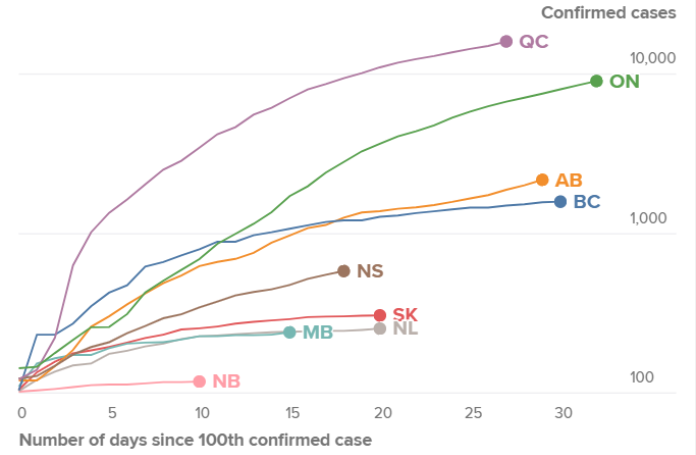 Confirmed cases
QC
10,000
ON
AB
BC
1,000
NS
SK
NL
MB
NB
100
0 5 10 15 20 25 30
Number of days since 100th confirmed case